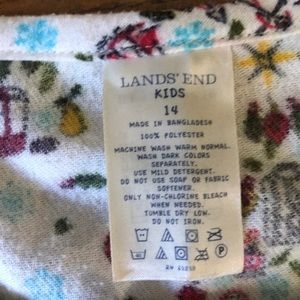 LANDS' END
KIDS
14
MADE IN BANGLADESH
100% POLYESTER
MACHINE WASH WARM NORMAL.
WASH DARK COLORS
SEPARATELY.
USE MILD DETERGENT.
DO NOT USE SOAP OR FABRIC
SOFTENER.
ONLY NON-CHLORINE BLEACH
WHEN NEEDED.
TUMBLE DRY LOW.
DO NOT IRON.
RN